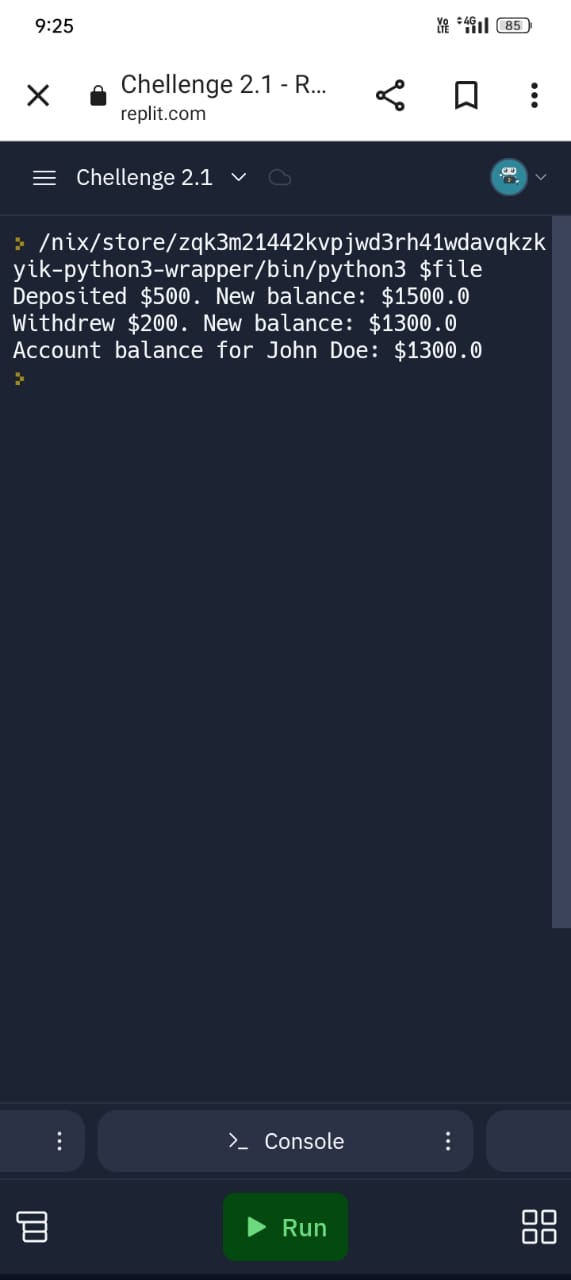 9:25
Vo LTE 4G 85
Chellenge 2.1 - R...
replit.com
Chellenge 2.1
/nix/store/zqk3m21442kvpjwd3rh41wdavqkzk
yik-python3-wrapper/bin/python3 $file
Deposited $500. New balance: $1500.0
Withdrew $200. New balance: $1300.0
Account balance for John Doe: $1300.0
Console
Run